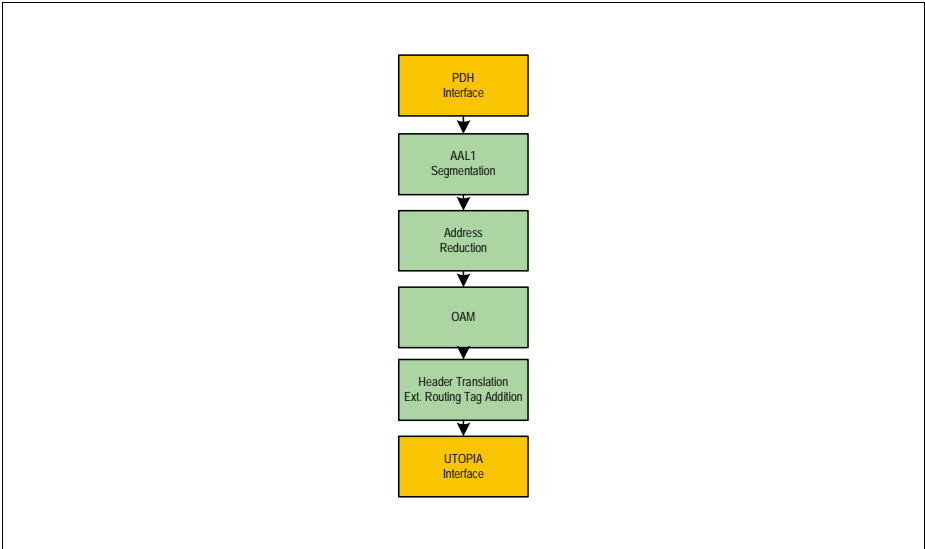 PDH
Interface
AAL1
Segmentation
Address
Reduction
OAM
Header Translation
Ext. Routing Tag Addition
UTOPIA
Interface